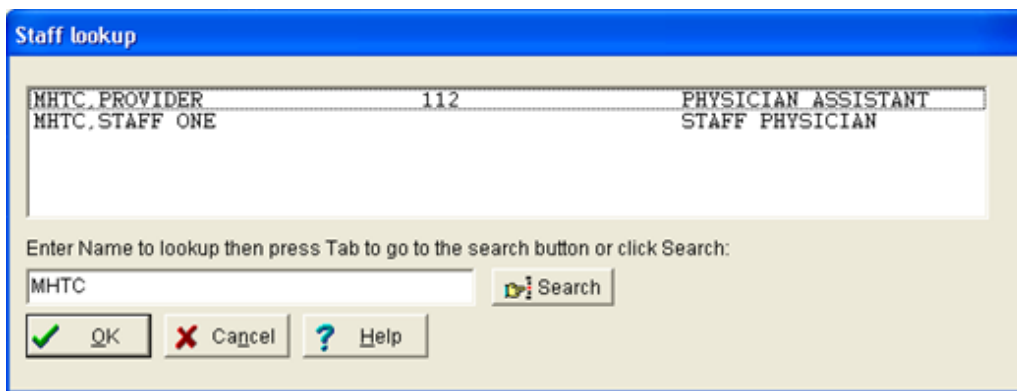 Staff lookup
MHTC,PROVIDER 112 PHYSICIAN ASSISTANT
MHTC,STAFF ONE STAFF PHYSICIAN
Enter Name to lookup then press Tab to go to the search button or click Search:
MHTC Search
OK Cancel Help